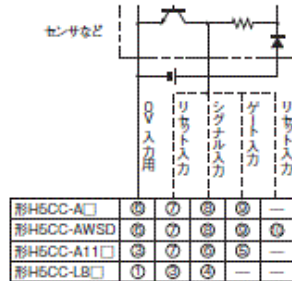 センサなど
0V入力用
リセット入力
シグナル入力
ゲート入力
リセット入力
形H5CC-A□ ⑥ ⑦ ⑧ ⑨ —
形H5CC-AWSD ⑥ ⑦ ⑧ ⑨ ⑩
形H5CC-A11□ ③ ⑦ ⑥ ⑤ —
形H5CC-L8□ ① ③ ④ — —